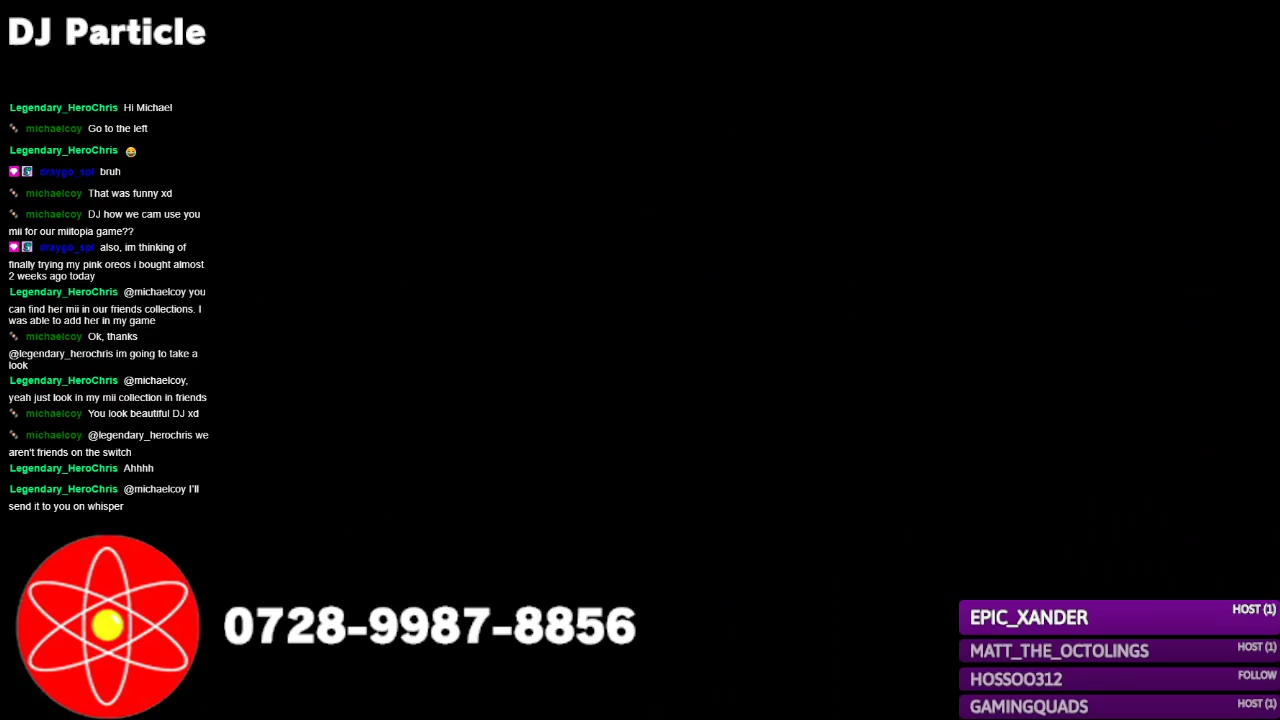 DJ Particle
Legendary_HeroChris Hi Michael
michaelcoy Go to the left
Legendary_HeroChris
draygo_spl bruh
michaelcoy That was funny xd
michaelcoy DJ how we cam use you
mii for our miitopia game??
draygo_spl also, im thinking of
finally trying my pink oreos i bought almost
2 weeks ago today
Legendary_HeroChris @michaelcoy you
can find her mii in our friends collections. I
was able to add her in my game
michaelcoy Ok, thanks
@legendary_herochris im going to take a
look
Legendary_HeroChris @michaelcoy,
yeah just look in my mii collection in friends
michaelcoy You look beautiful DJ xd
michaelcoy @legendary_herochris we
aren't friends on the switch
Legendary_HeroChris Ahhhh
Legendary_HeroChris @michaelcoy I'll
send it to you on whisper
0728-9987-8856
EPIC_XANDER HOST (1)
MATT_THE_OCTOLINGS HOST (1)
HOSSOO312 FOLLOW
GAMINGQUADS HOST (1)